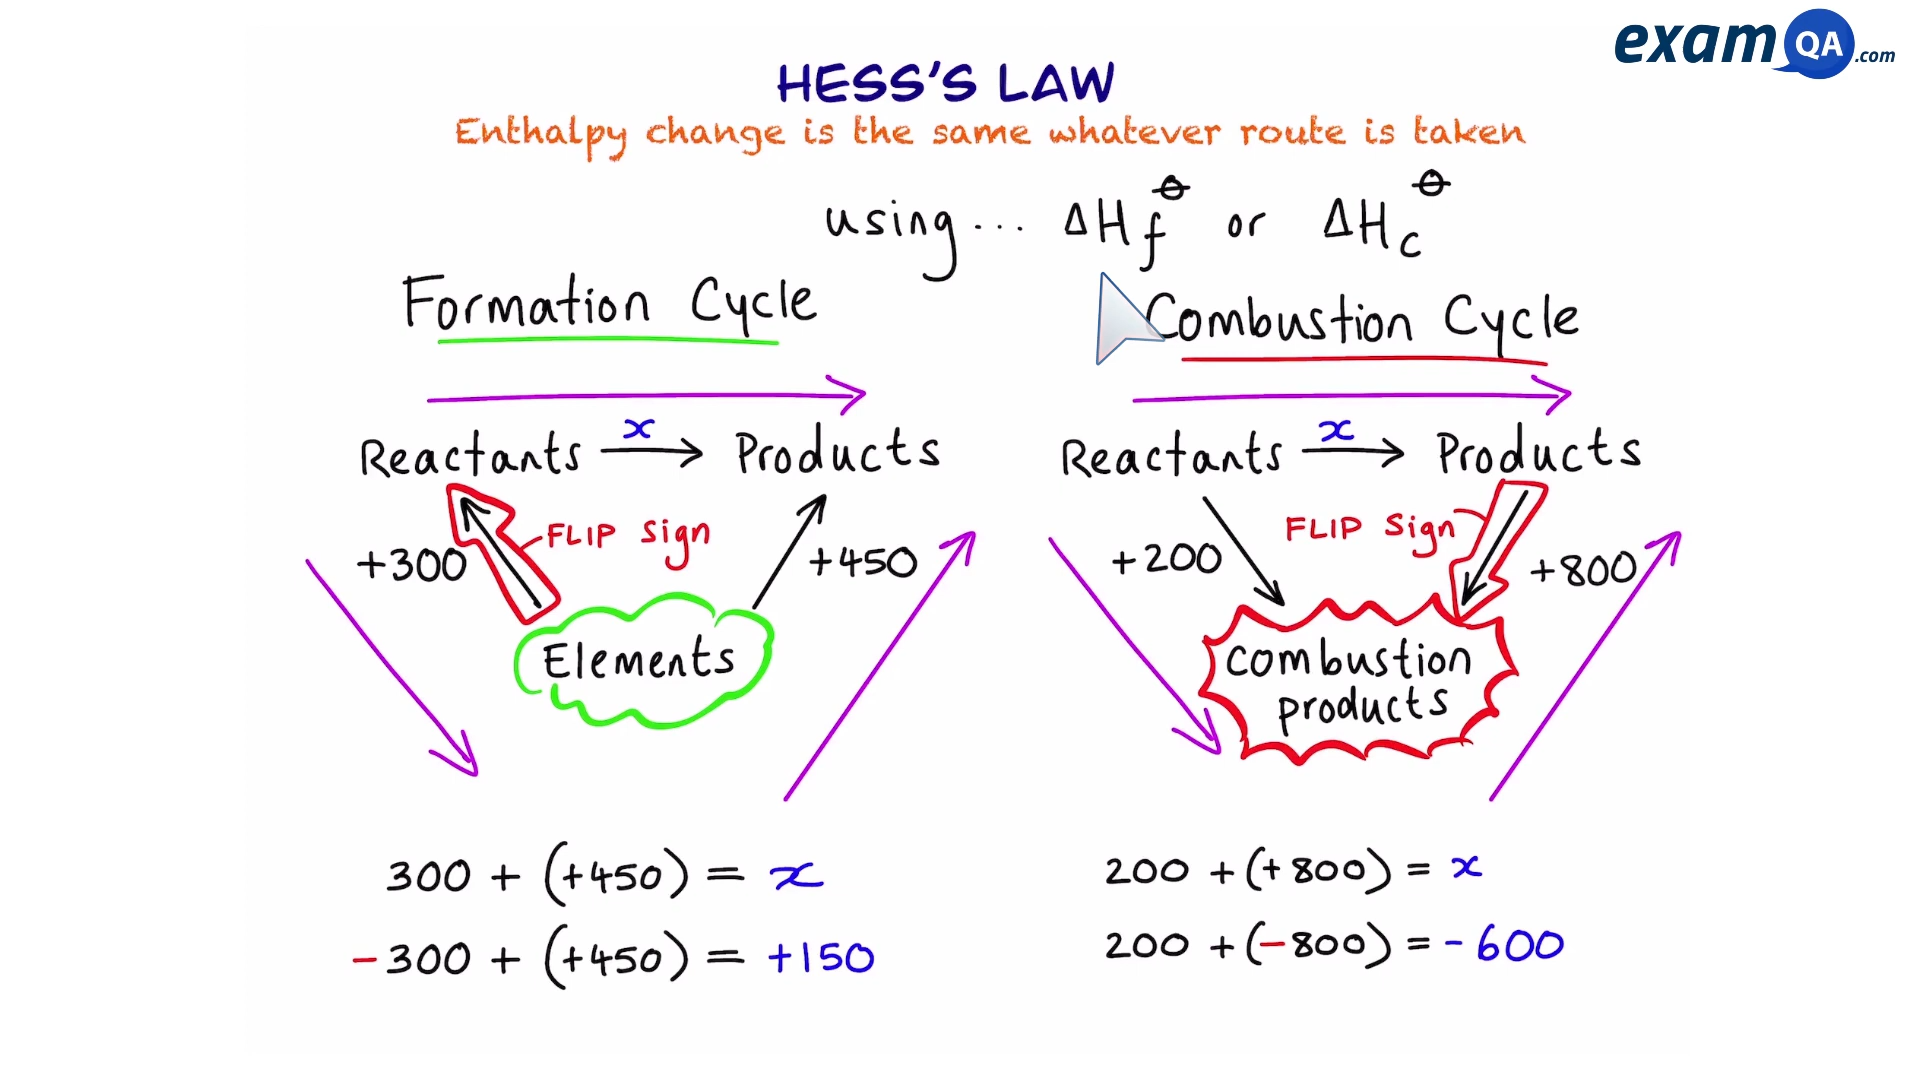 examQA.com
HESS'S LAW
Enthalpy change is the same whatever route is taken
using... ΔHf⦵ or ΔHc⦵
Formation Cycle
Reactants x Products
FLIP Sign
+300
+450
Elements
300 + (+450) = x
-300 + (+450) = +150
Combustion Cycle
Reactants x Products
FLIP Sign
+200
+800
combustion
products
200 + (+800) = x
200 + (-800) = -600